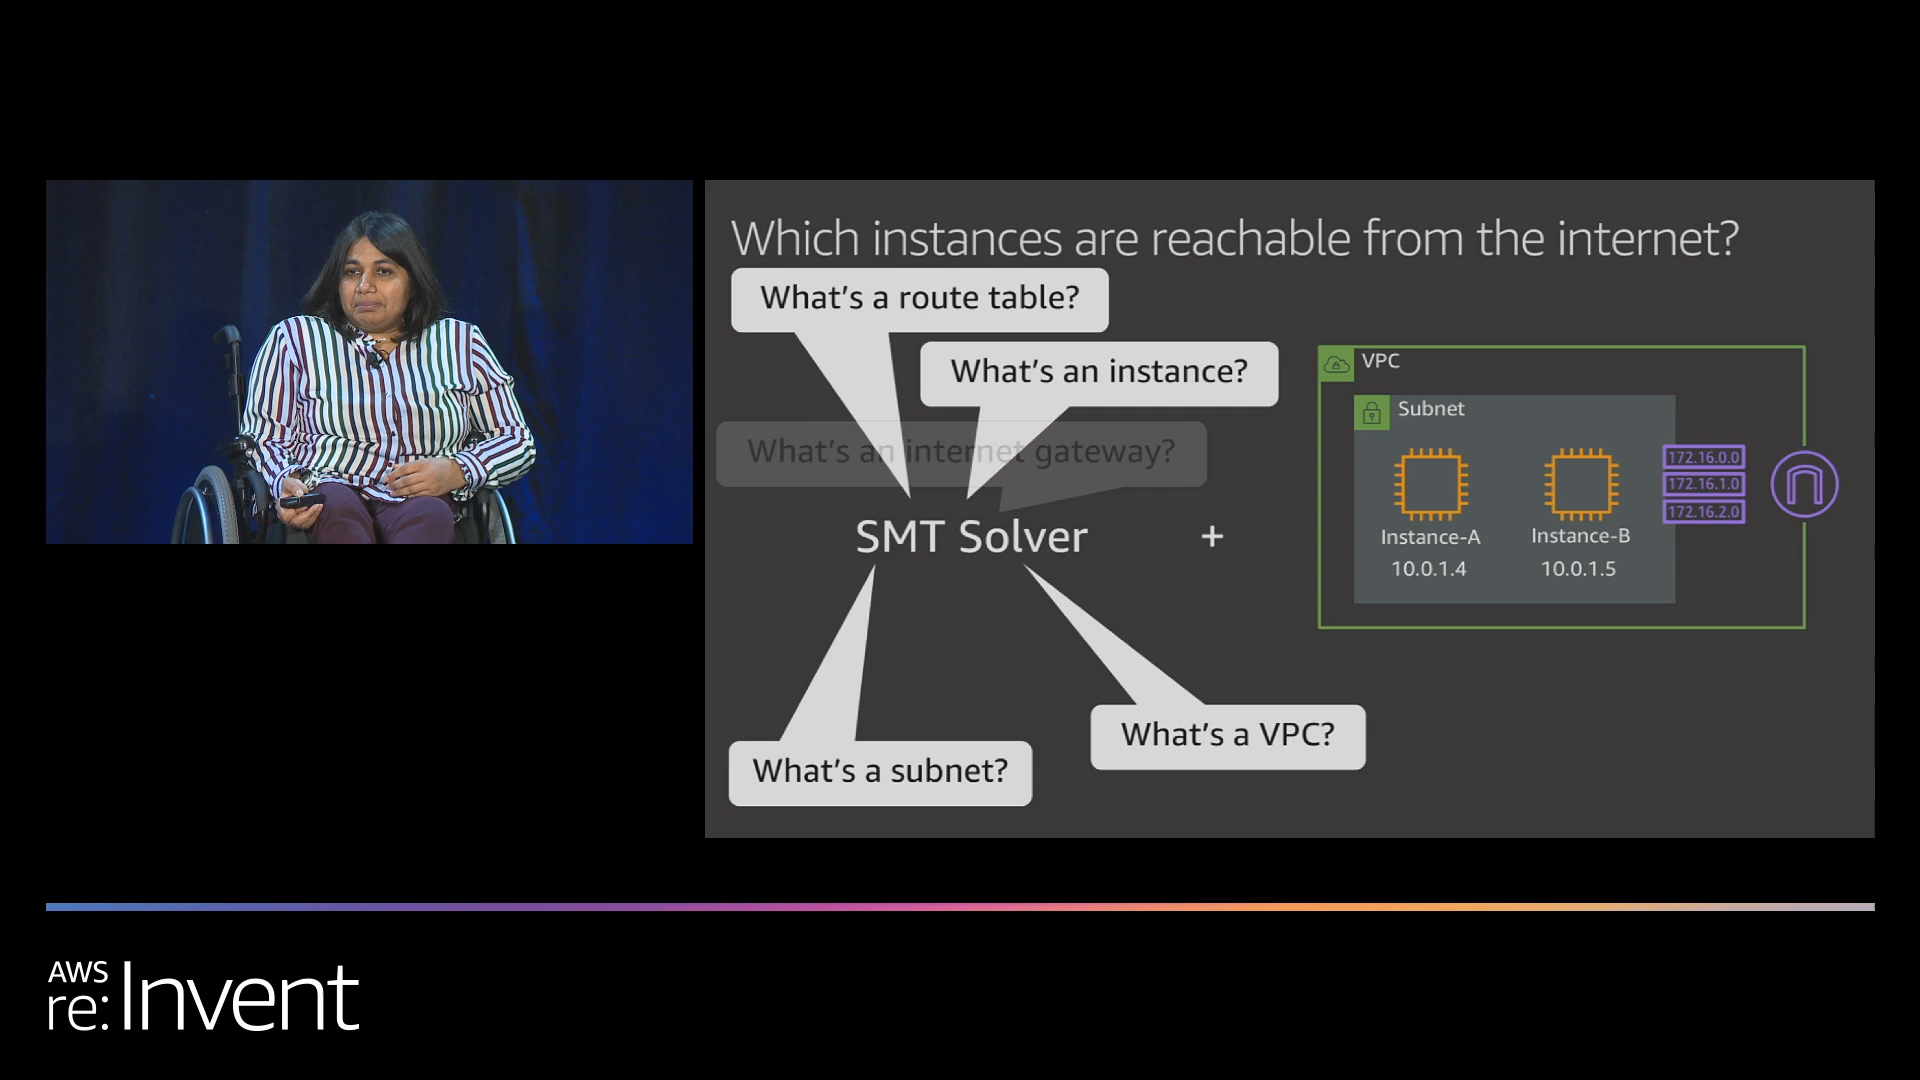 Which instances are reachable from the internet?
What's a route table?
What's an instance?
What's an internet gateway?
SMT Solver
+
What's a subnet?
What's a VPC?
VPC
Subnet
Instance-A
10.0.1.4
Instance-B
10.0.1.5
172.16.0.0
172.16.1.0
172.16.2.0
AWS
re:Invent